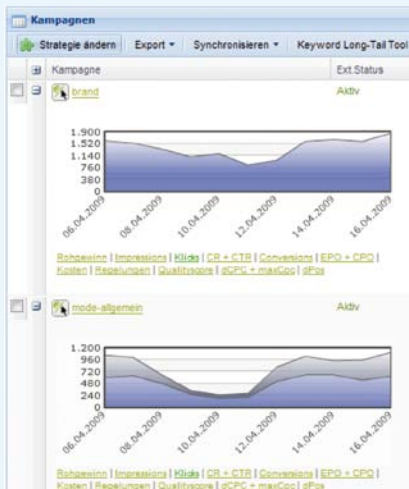 Kampagnen
Strategie ändern Export Synchronisieren Keyword Long-Tail Tool
Kampagne Ext.Status
brand Aktiv
1.900
1.520
1.140
760
380
0
06.04.2009 08.04.2009 10.04.2009 12.04.2009 14.04.2009 16.04.2009
Rohgewinn | Impressions | Klicks | CR + CTR | Conversions | EPO + CPO |
Kosten | Regelungen | Qualityscore | dCPC + maxCpc | dPos
mode-allgemein Aktiv
1.200
960
720
480
240
0
06.04.2009 08.04.2009 10.04.2009 12.04.2009 14.04.2009 16.04.2009
Rohgewinn | Impressions | Klicks | CR + CTR | Conversions | EPO + CPO |
Kosten | Regelungen | Qualityscore | dCPC + maxCpc | dPos